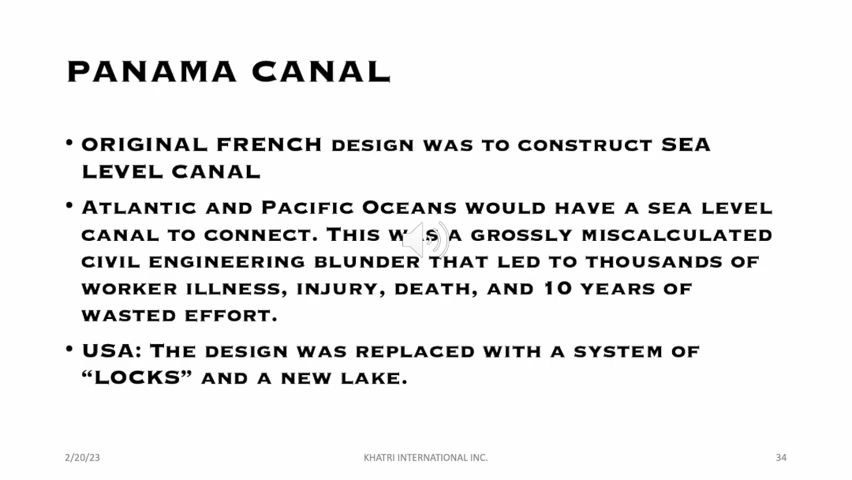 PANAMA CANAL
• ORIGINAL FRENCH DESIGN WAS TO CONSTRUCT SEA
LEVEL CANAL
• ATLANTIC AND PACIFIC OCEANS WOULD HAVE A SEA LEVEL
CANAL TO CONNECT. THIS WAS A GROSSLY MISCALCULATED
CIVIL ENGINEERING BLUNDER THAT LED TO THOUSANDS OF
WORKER ILLNESS, INJURY, DEATH, AND 10 YEARS OF
WASTED EFFORT.
• USA: THE DESIGN WAS REPLACED WITH A SYSTEM OF
“LOCKS” AND A NEW LAKE.
2/20/23
KHATRI INTERNATIONAL INC.
34